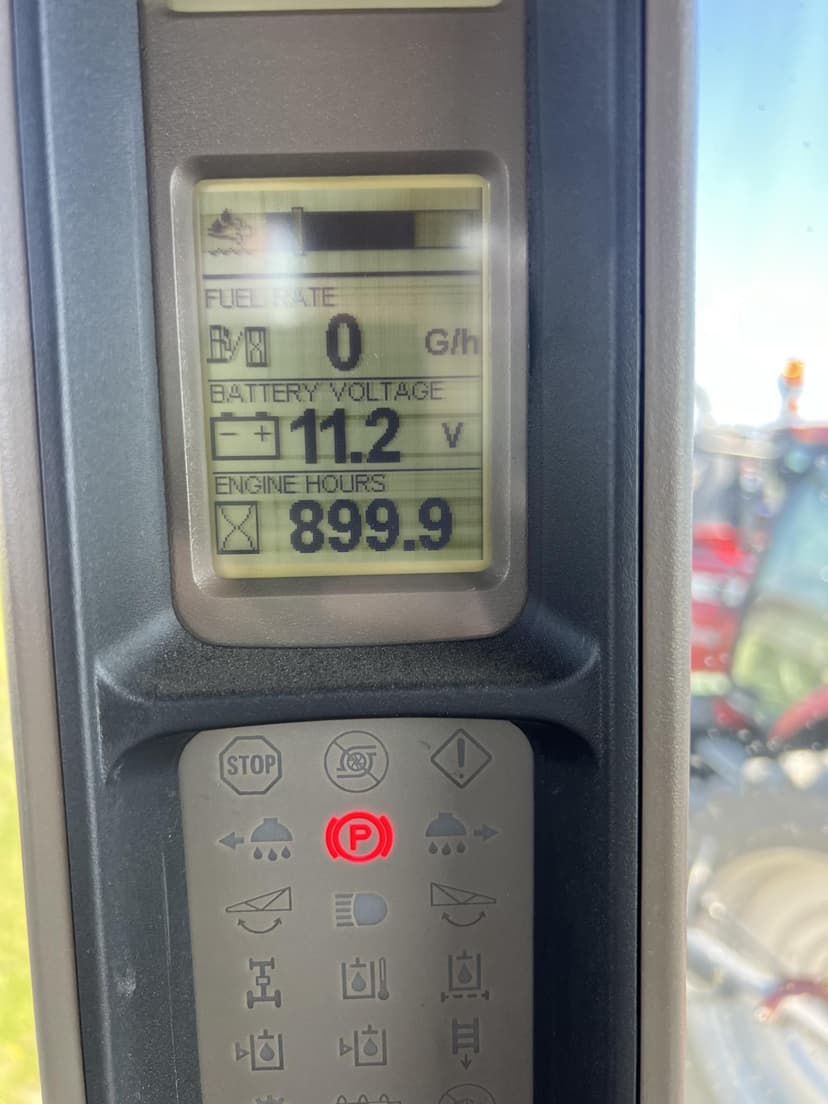 FUEL RATE
0 G/h
BATTERY VOLTAGE
- + 11.2 V
ENGINE HOURS
899.9
STOP
P